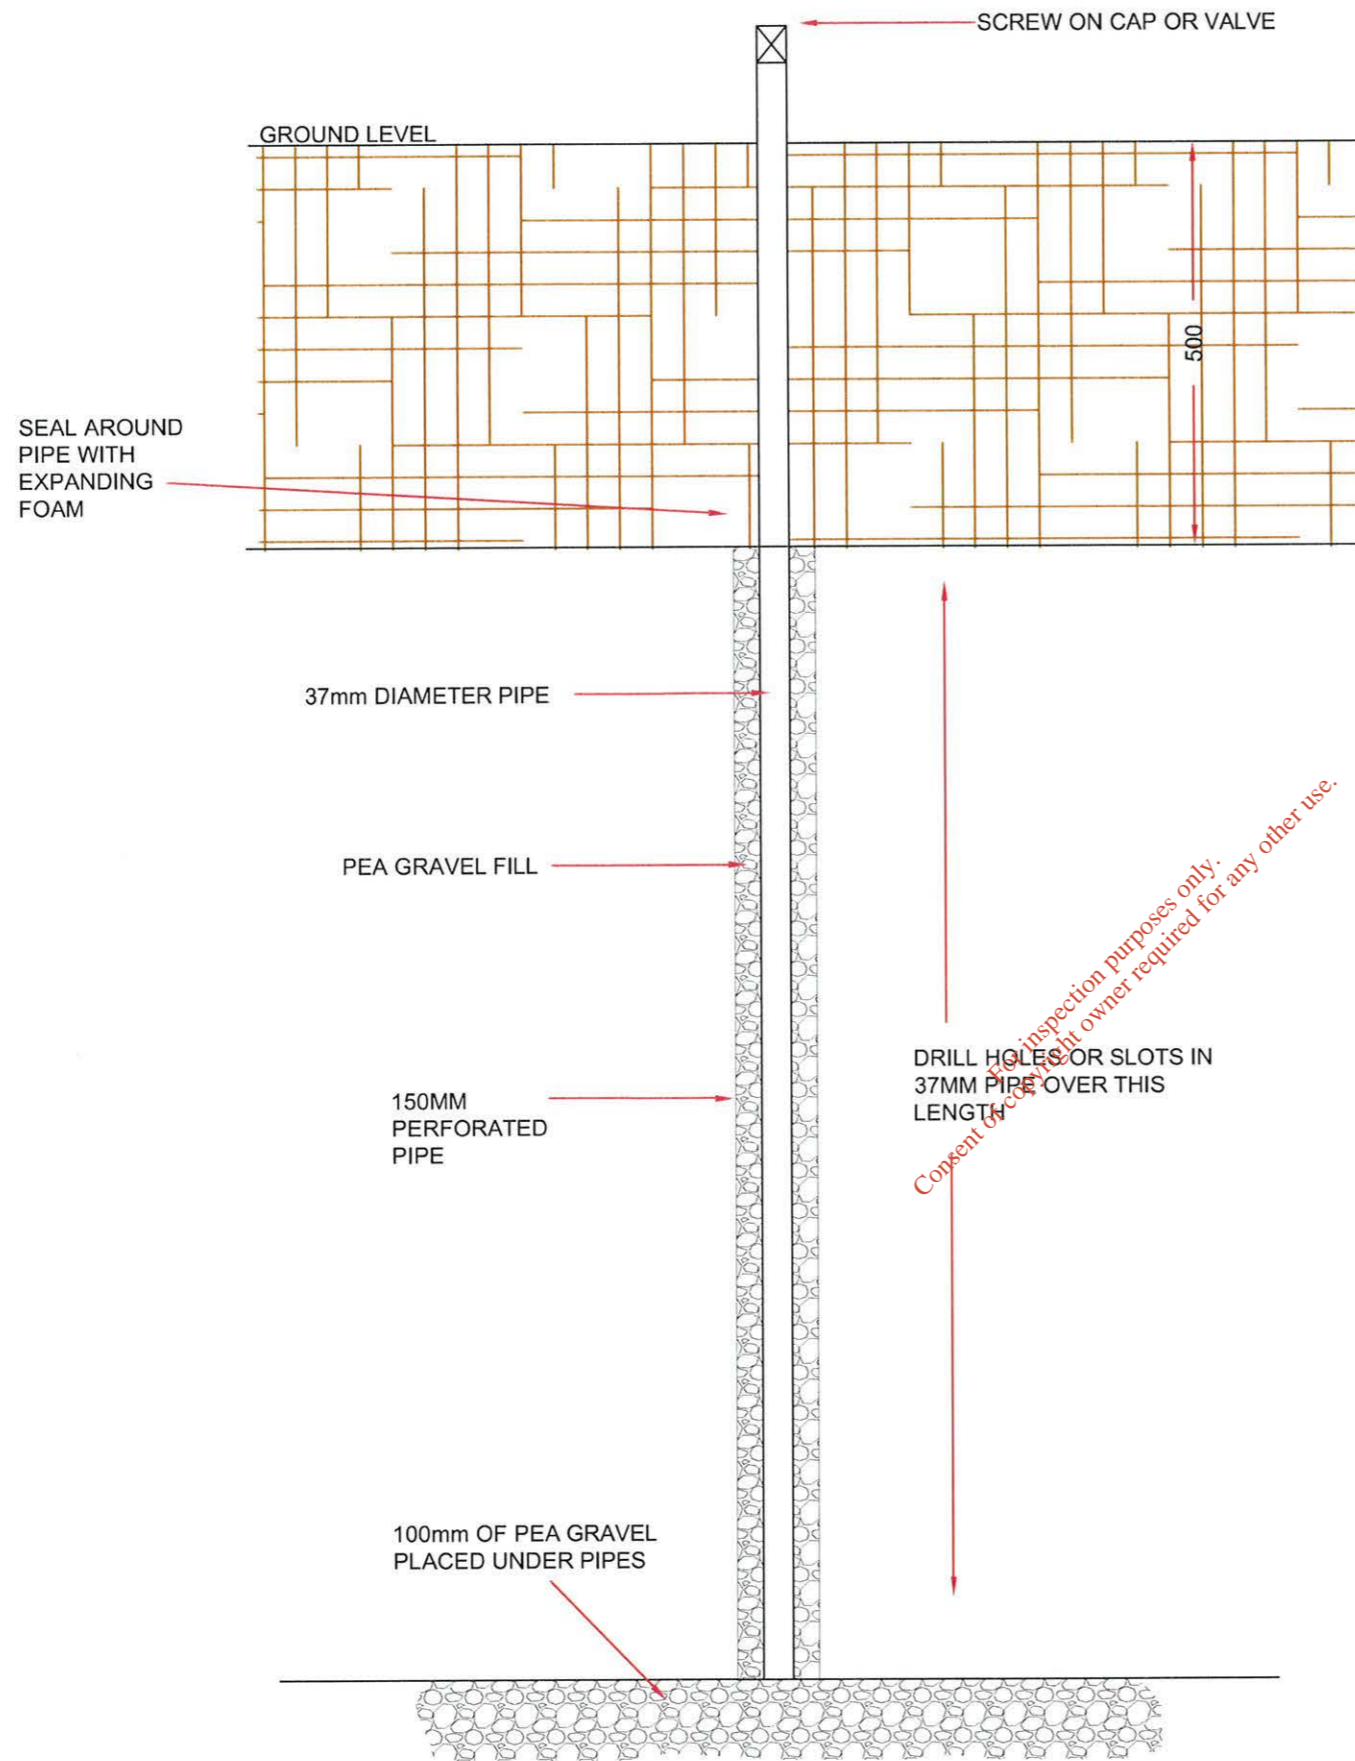 SCREW ON CAP OR VALVE
GROUND LEVEL
500
SEAL AROUND
PIPE WITH
EXPANDING
FOAM
37mm DIAMETER PIPE
PEA GRAVEL FILL
For inspection purposes only.
Consent of copyright owner required for any other use.
DRILL HOLES OR SLOTS IN
37MM PIPE OVER THIS
LENGTH
150MM
PERFORATED
PIPE
100mm OF PEA GRAVEL
PLACED UNDER PIPES